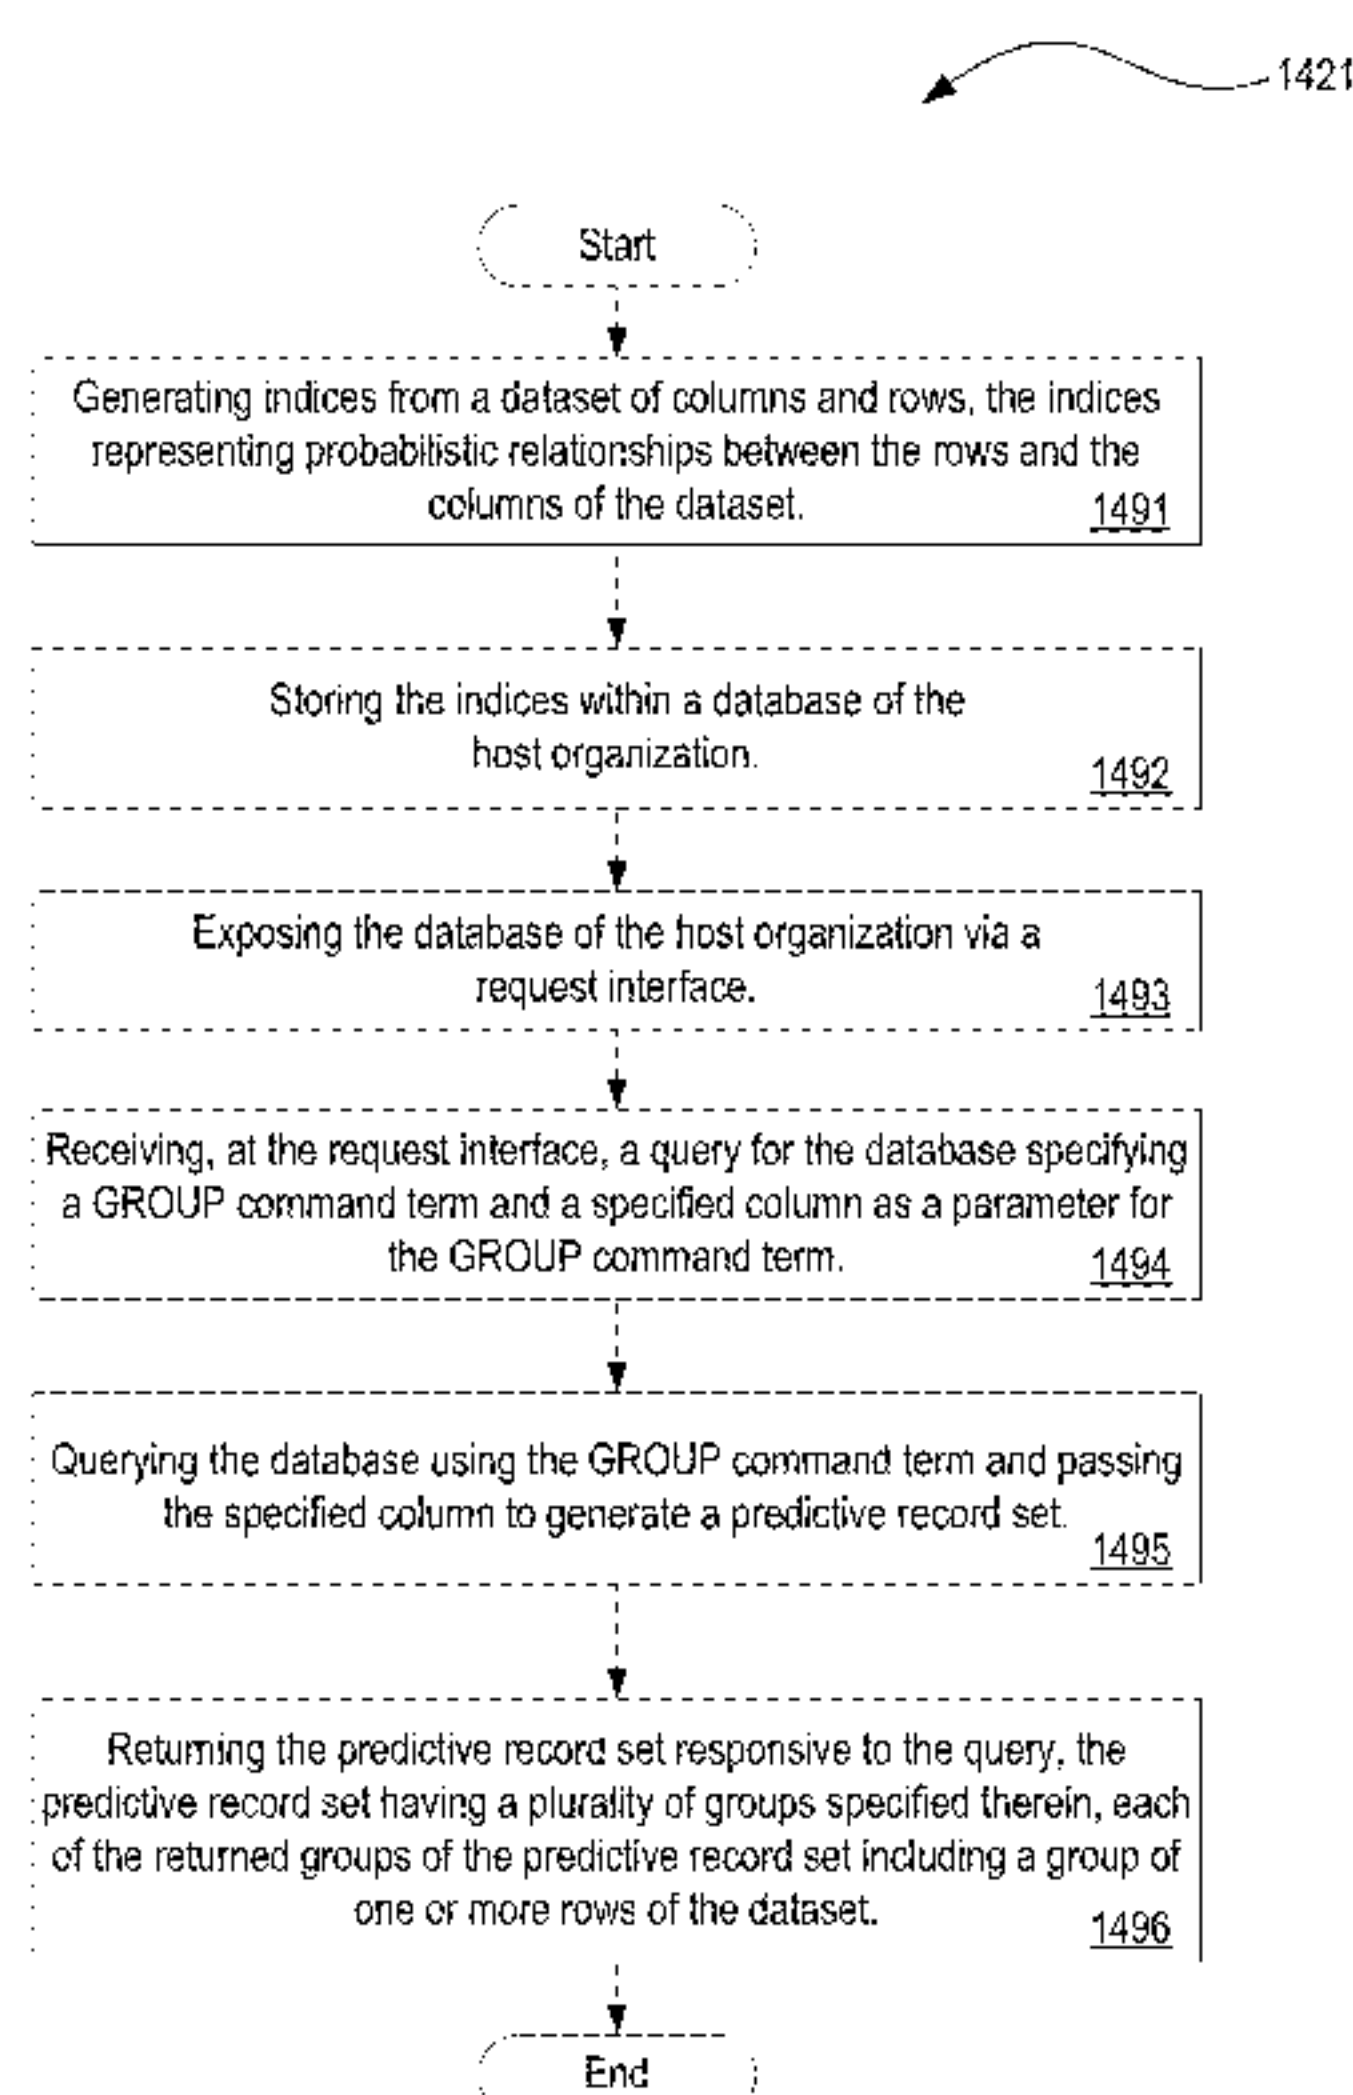 1421
Start
Generating indices from a dataset of columns and rows, the indices
representing probabilistic relationships between the rows and the
columns of the dataset.
1491
Storing the indices within a database of the
host organization.
1492
Exposing the database of the host organization via a
request interface.
1493
Receiving, at the request interface, a query for the database specifying
a GROUP command term and a specified column as a parameter for
the GROUP command term.
1494
Querying the database using the GROUP command term and passing
the specified column to generate a predictive record set.
1495
Returning the predictive record set responsive to the query, the
predictive record set having a plurality of groups specified therein, each
of the returned groups of the predictive record set including a group of
one or more rows of the dataset.
1496
End